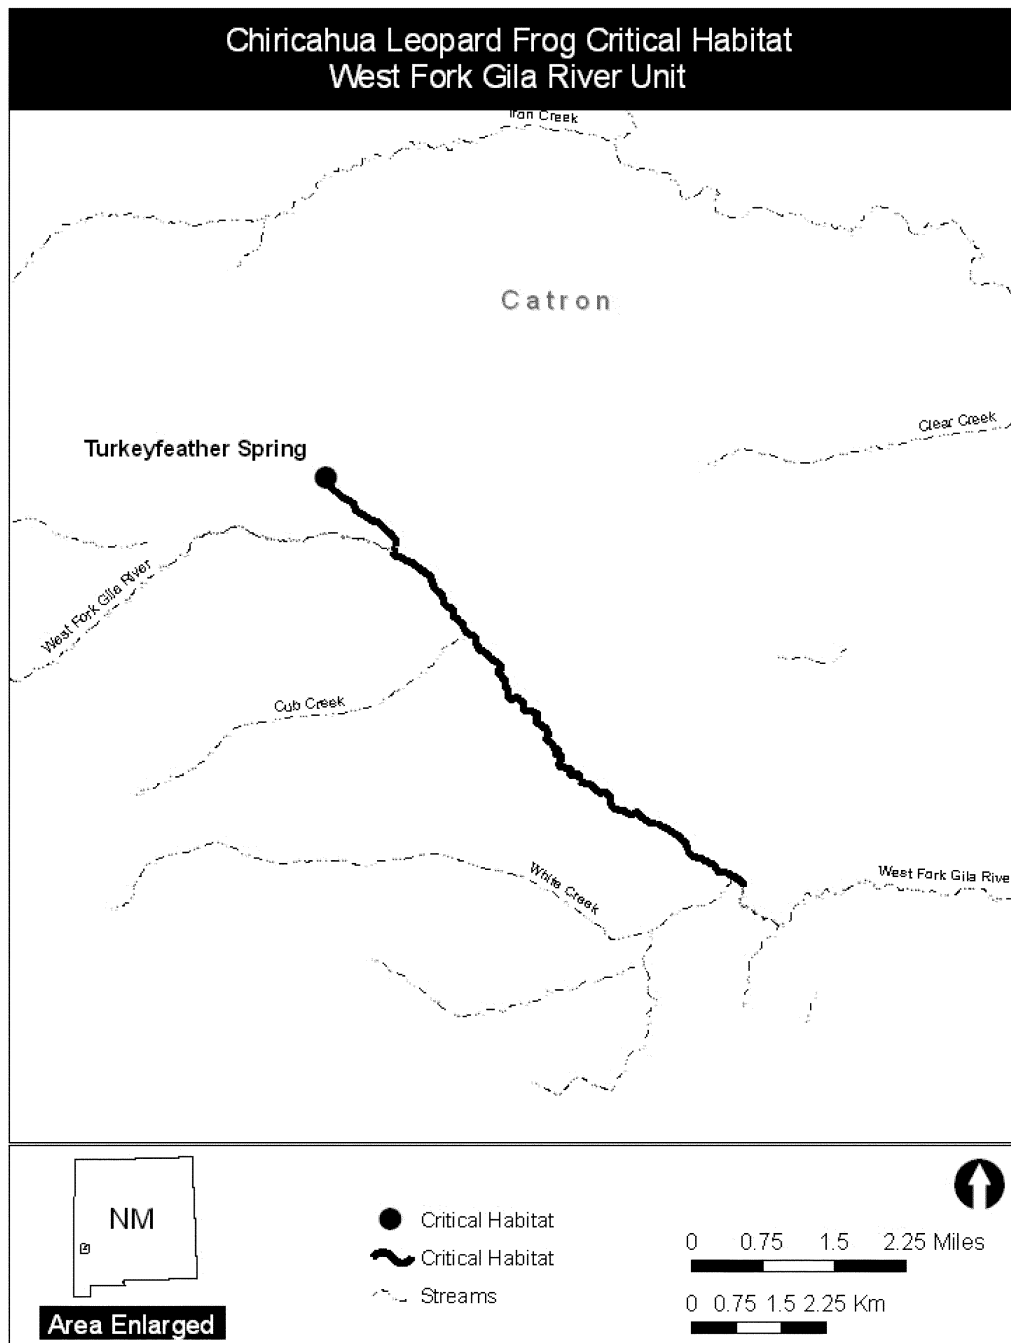 Chiricahua Leopard Frog Critical Habitat
West Fork Gila River Unit
Iron Creek
Catron
Clear Creek
Turkeyfeather Spring
West Fork Gila River
Cub Creek
White Creek
West Fork Gila River
NM
Area Enlarged
Critical Habitat
Critical Habitat
Streams
0 0.75 1.5 2.25 Miles
0 0.75 1.5 2.25 Km